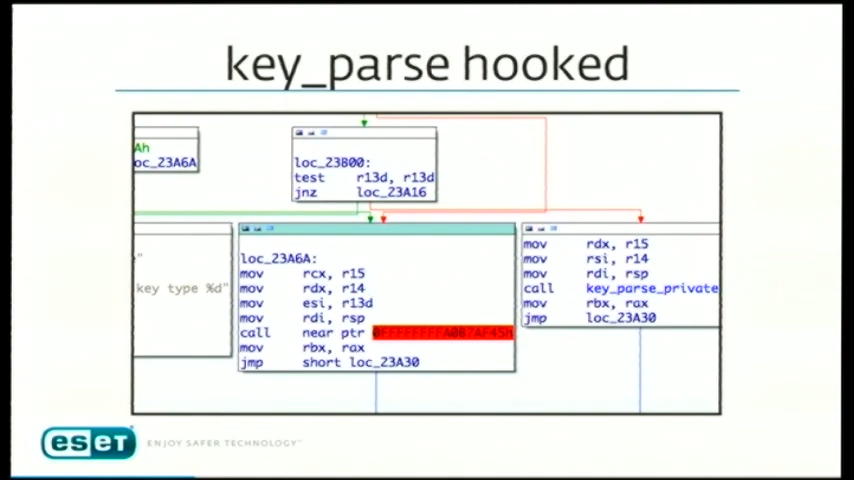 key_parse hooked
Ah
oc_23A6A
loc_23B00:
test r13d, r13d
jnz loc_23A16
"
key type %d"
loc_23A6A:
mov rcx, r15
mov rdx, r14
mov esi, r13d
mov rdi, rsp
call near ptr 0FFFFFFFFA0B7AF45h
mov rbx, rax
jmp short loc_23A30
mov rdx, r15
mov rsi, r14
mov rdi, rsp
call key_parse_private
mov rbx, rax
jmp loc_23A30
eset ENJOY SAFER TECHNOLOGY™